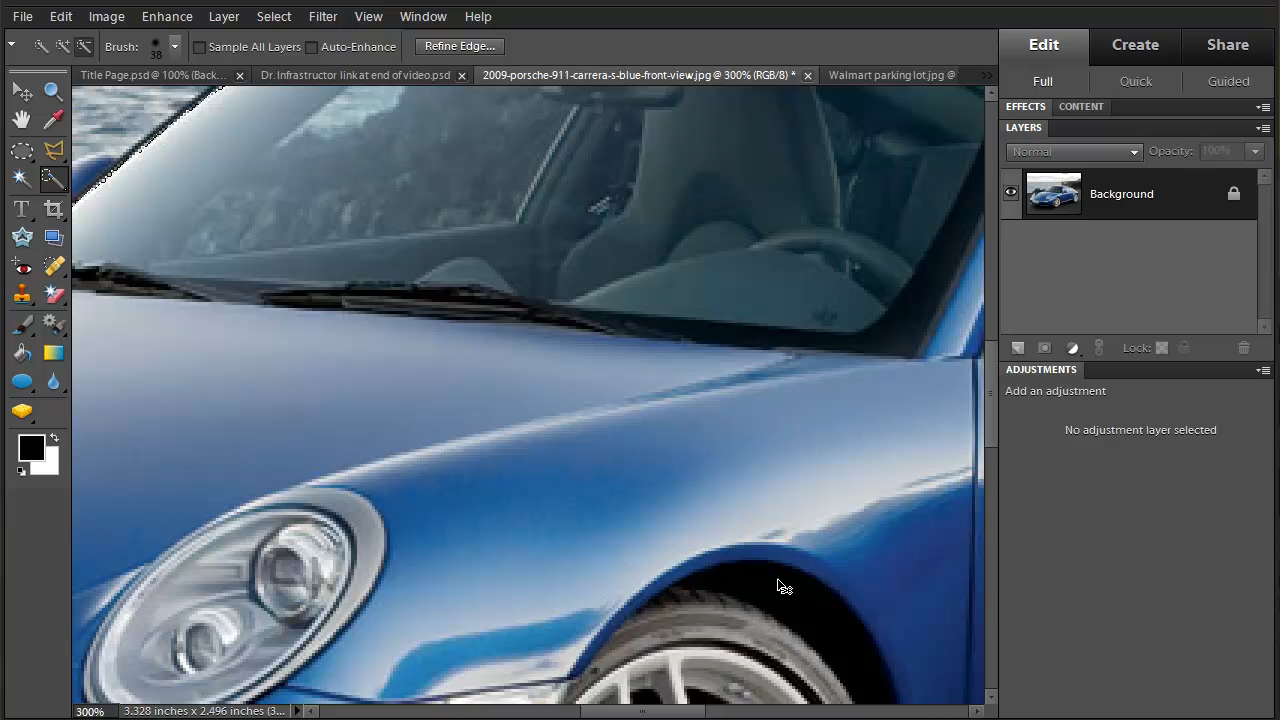 File Edit Image Enhance Layer Select Filter View Window Help
Brush: 38 Sample All Layers Auto-Enhance Refine Edge...
Edit Create Share
Title Page.psd @ 100% (Back... Dr. Infrastructor link at end of video.psd 2009-porsche-911-carrera-s-blue-front-view.jpg @ 300% (RGB/8) * Walmart parking lot.jpg @
Full Quick Guided
EFFECTS CONTENT
LAYERS
Normal Opacity: 100%
Background
Lock:
ADJUSTMENTS
Add an adjustment
No adjustment layer selected
300% 3.328 inches x 2.496 inches (3...